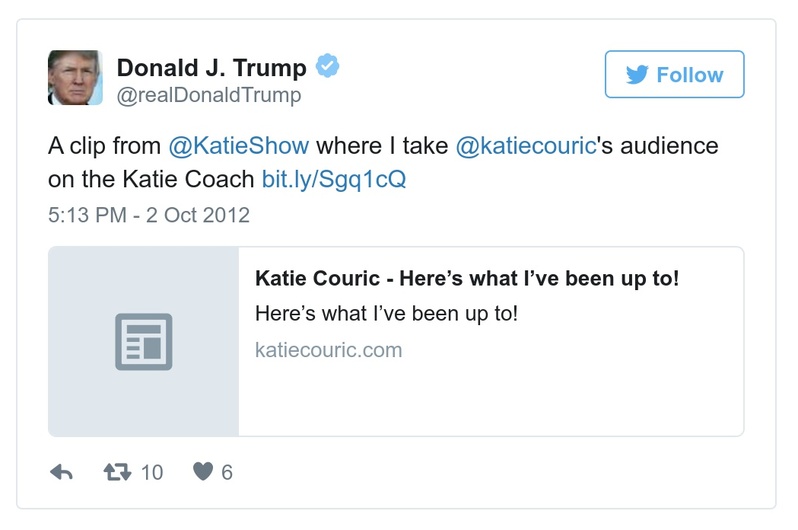 Donald J. Trump
@realDonaldTrump
Follow
A clip from @KatieShow where I take @katiecouric's audience
on the Katie Coach bit.ly/Sgq1cQ
5:13 PM - 2 Oct 2012
Katie Couric - Here’s what I’ve been up to!
Here’s what I’ve been up to!
katiecouric.com
10
6